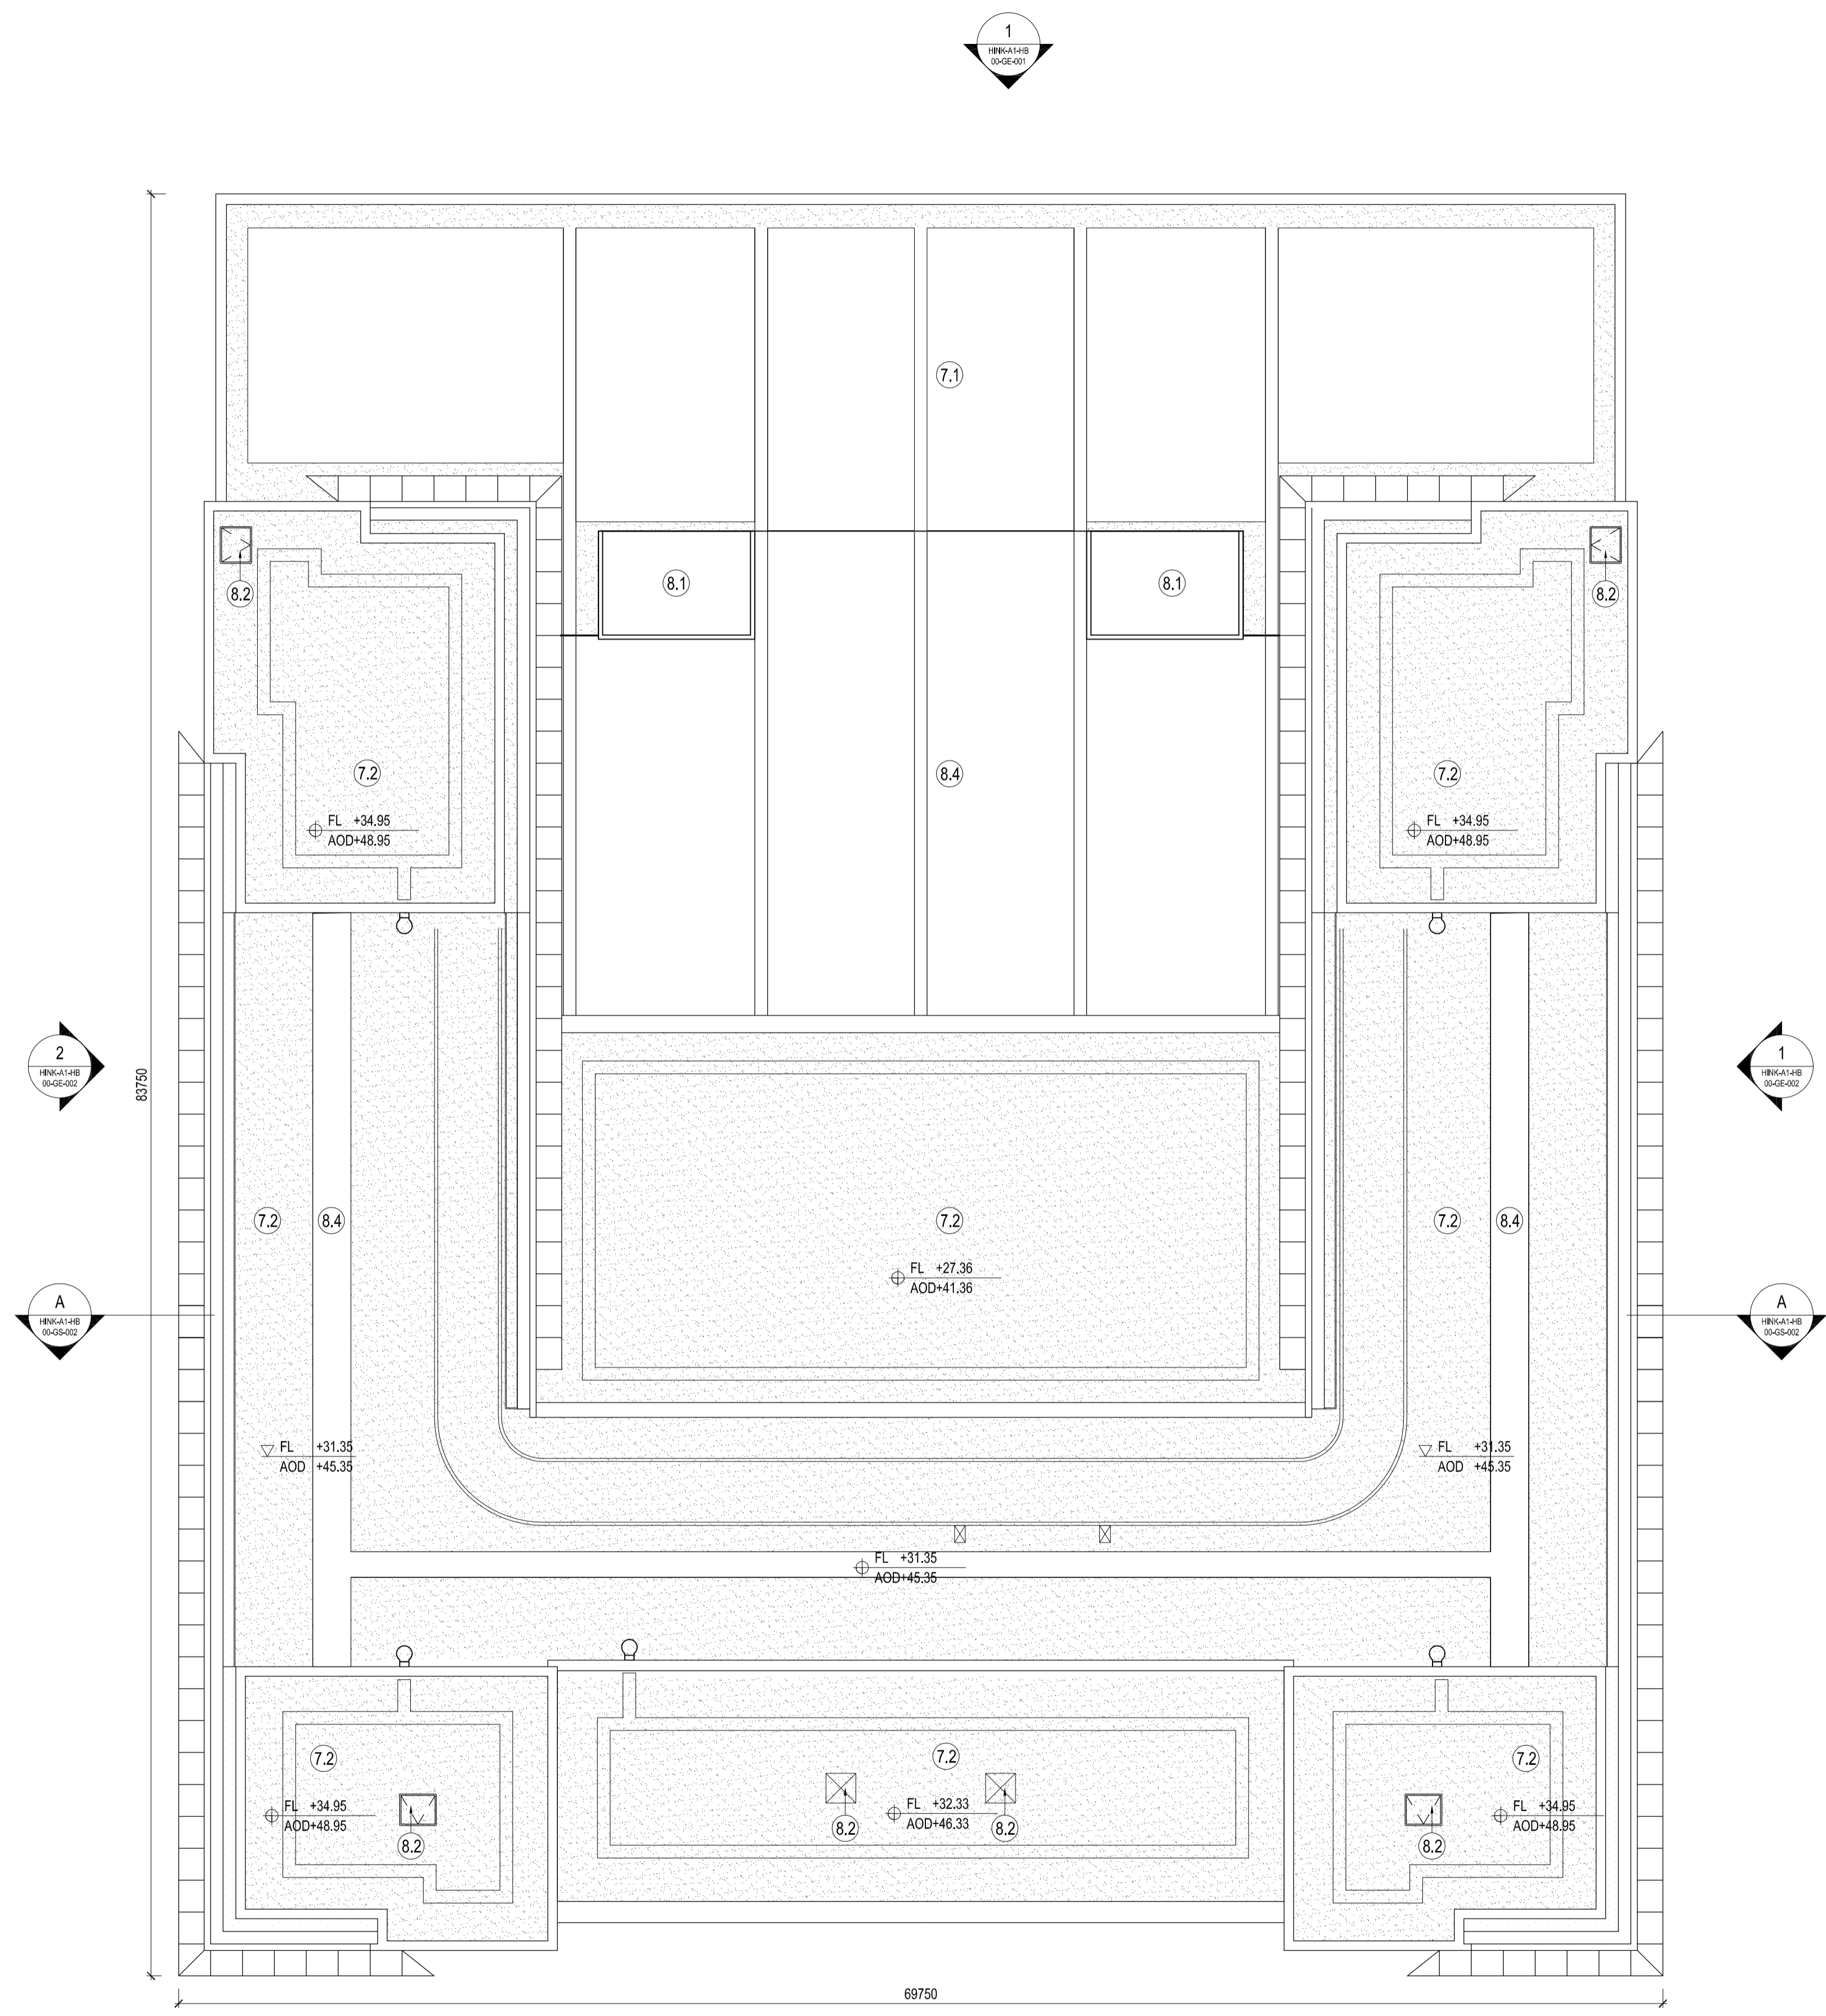 1
HINK-A1-HB
00-GE-001
7.1
8.1
8.1
8.2
8.2
7.2
8.4
7.2
FL +34.95
AOD+48.95
FL +34.95
AOD+48.95
2
HINK-A1-HB
00-GE-002
1
HINK-A1-HB
00-GE-002
83750
7.2
8.4
7.2
7.2
8.4
FL +27.36
AOD+41.36
A
HINK-A1-HB
00-GS-002
A
HINK-A1-HB
00-GS-002
FL +31.35
AOD +45.35
FL +31.35
AOD +45.35
FL +31.35
AOD+45.35
7.2
7.2
7.2
FL +34.95
AOD+48.95
FL +32.33
AOD+46.33
FL +34.95
AOD+48.95
8.2
8.2
8.2
8.2
69750